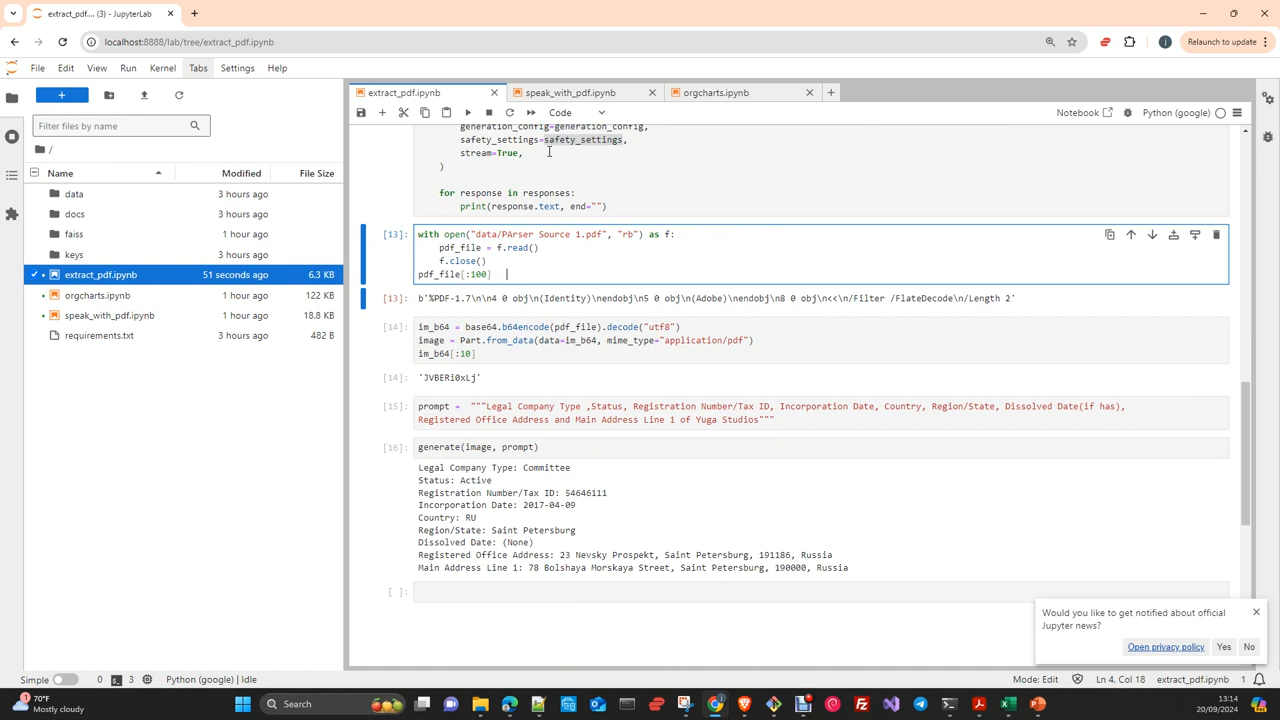 extract_pdf.... (3) - JupyterLab
localhost:8888/lab/tree/extract_pdf.ipynb
Relaunch to update
File Edit View Run Kernel Tabs Settings Help
extract_pdf.ipynb
speak_with_pdf.ipynb
orgcharts.ipynb
Code
Notebook
Python (google)
Filter files by name
/
Name Modified File Size
data 3 hours ago
docs 3 hours ago
faiss 3 hours ago
keys 3 hours ago
extract_pdf.ipynb 51 seconds ago 6.3 KB
orgcharts.ipynb 1 hour ago 122 KB
speak_with_pdf.ipynb 1 hour ago 18.8 KB
requirements.txt 3 hours ago 482 B
generation_config=generation_config,
safety_settings=safety_settings,
stream=True,
)
for response in responses:
print(response.text, end="")
[13]: with open("data/PArser Source 1.pdf", "rb") as f:
pdf_file = f.read()
f.close()
pdf_file[:100]
[13]: b'%PDF-1.7\n\n4 0 obj\n(Identity)\nendobj\n5 0 obj\n(Adobe)\nendobj\n8 0 obj\n<<\n/Filter /FlateDecode\n/Length 2'
[14]: im_b64 = base64.b64encode(pdf_file).decode("utf8")
image = Part.from_data(data=im_b64, mime_type="application/pdf")
im_b64[:10]
[14]: 'JVBERi0xLj'
[15]: prompt = """Legal Company Type ,Status, Registration Number/Tax ID, Incorporation Date, Country, Region/State, Dissolved Date(if has),
Registered Office Address and Main Address Line 1 of Yuga Studios"""
[16]: generate(image, prompt)
Legal Company Type: Committee
Status: Active
Registration Number/Tax ID: 54646111
Incorporation Date: 2017-04-09
Country: RU
Region/State: Saint Petersburg
Dissolved Date: (None)
Registered Office Address: 23 Nevsky Prospekt, Saint Petersburg, 191186, Russia
Main Address Line 1: 78 Bolshaya Morskaya Street, Saint Petersburg, 190000, Russia
[ ]:
Would you like to get notified about official
Jupyter news?
Open privacy policy Yes No
Simple 0 3 Python (google) | Idle
Mode: Edit Ln 4, Col 18 extract_pdf.ipynb 1
70°F
Mostly cloudy
Search
13:14
20/09/2024